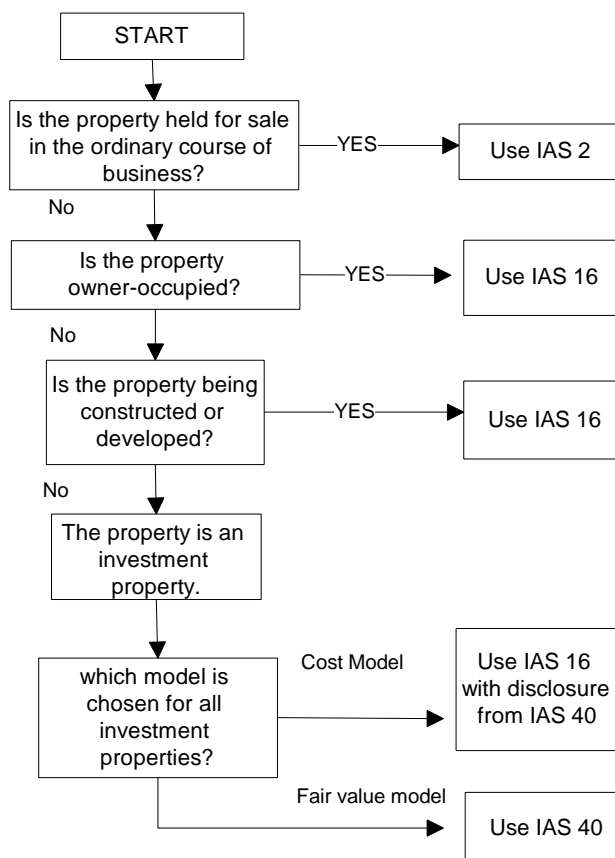 START
Is the property held for sale
in the ordinary course of
business?
YES
Use IAS 2
No
Is the property
owner-occupied?
YES
Use IAS 16
No
Is the property being
constructed or
developed?
YES
Use IAS 16
No
The property is an
investment
property.
which model is
chosen for all
investment
properties?
Cost Model
Use IAS 16
with disclosure
from IAS 40
Fair value model
Use IAS 40